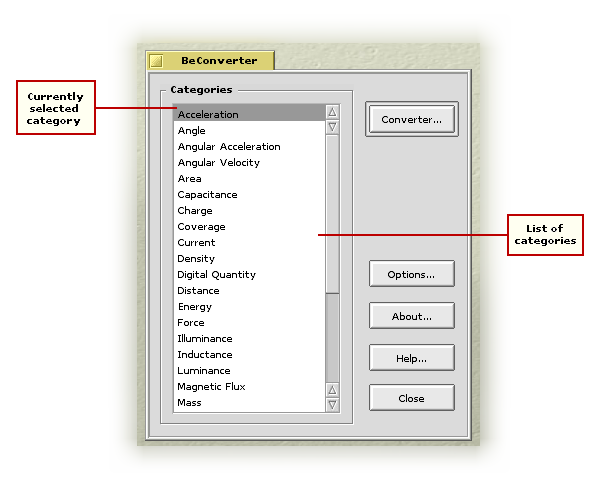 BeConverter
Currently
selected
category
Categories
Acceleration
Angle
Angular Acceleration
Angular Velocity
Area
Capacitance
Charge
Coverage
Current
Density
Digital Quantity
Distance
Energy
Force
Illuminance
Inductance
Luminance
Magnetic Flux
Mass
Converter...
List of
categories
Options...
About...
Help...
Close